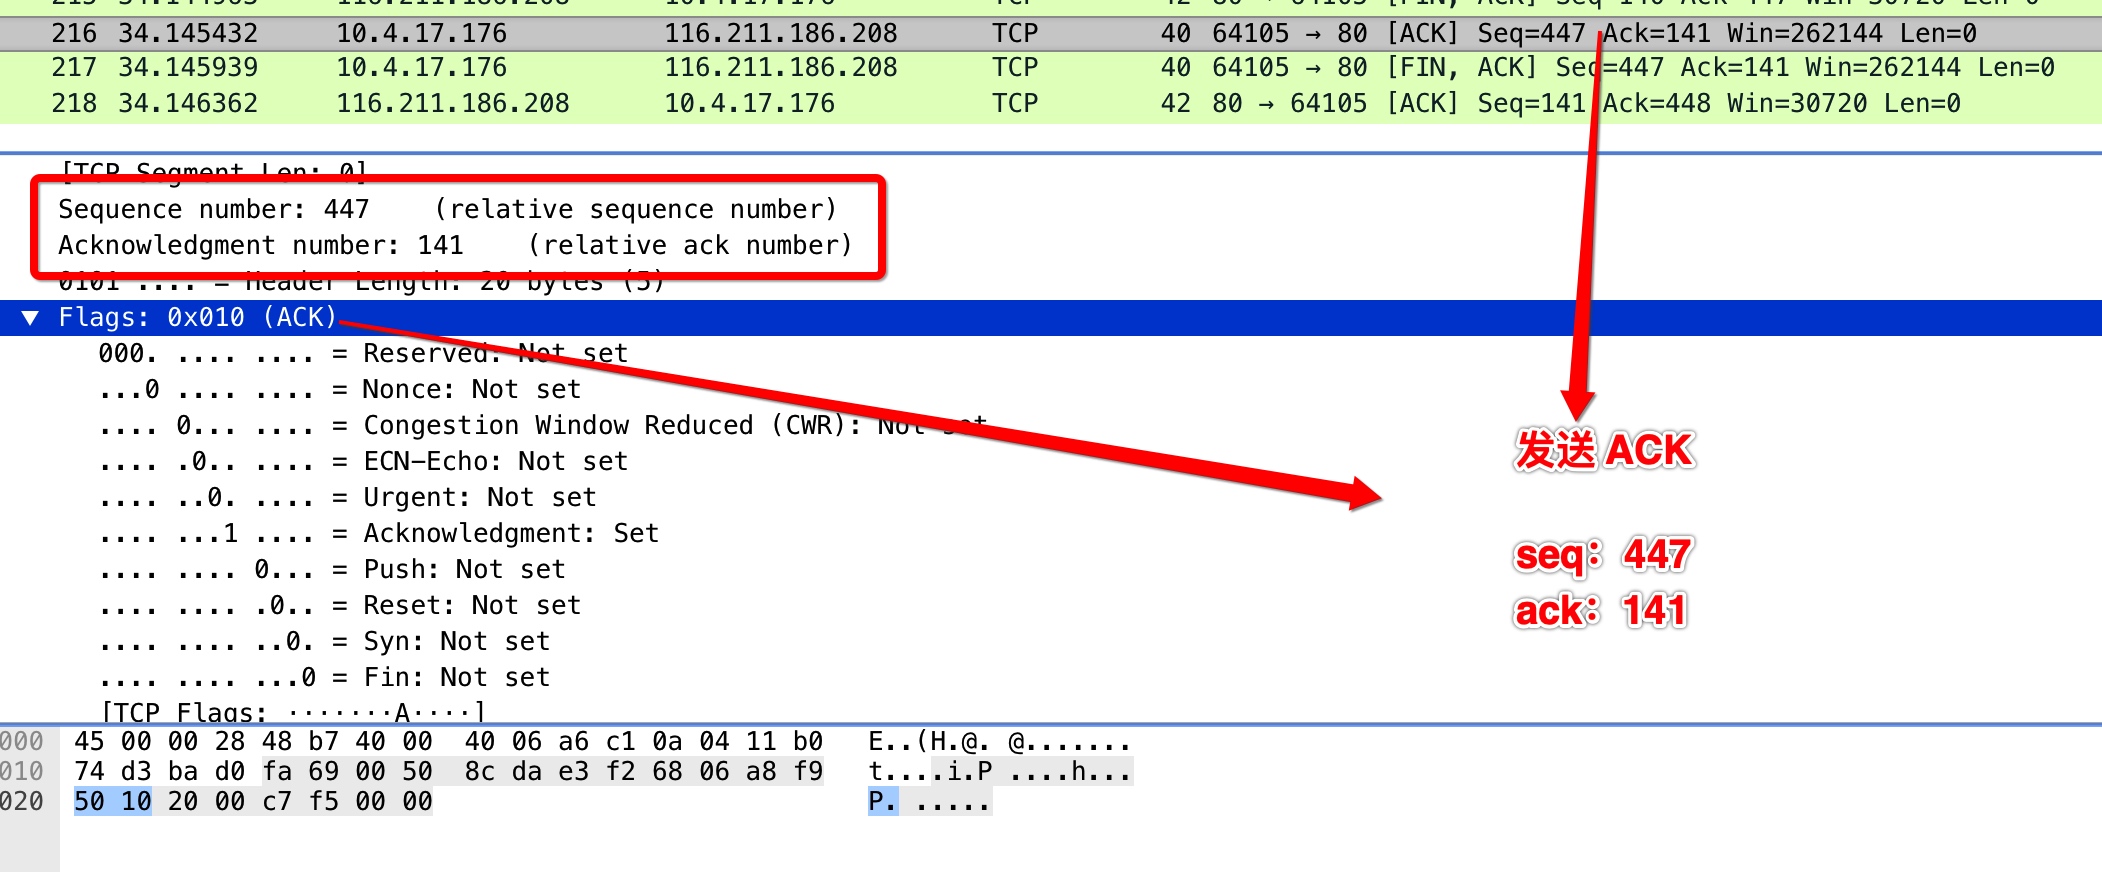 216 34.145432 10.4.17.176 116.211.186.208 TCP 40 64105 → 80 [ACK] Seq=447 Ack=141 Win=262144 Len=0
217 34.145939 10.4.17.176 116.211.186.208 TCP 40 64105 → 80 [FIN, ACK] Seq=447 Ack=141 Win=262144 Len=0
218 34.146362 116.211.186.208 10.4.17.176 TCP 42 80 → 64105 [ACK] Seq=141 Ack=448 Win=30720 Len=0
[TCP Segment Len: 0]
Sequence number: 447 (relative sequence number)
Acknowledgment number: 141 (relative ack number)
0101 .... = Header Length: 20 bytes (5)
Flags: 0x010 (ACK)
000. .... .... = Reserved: Not set
...0 .... .... = Nonce: Not set
.... 0... .... = Congestion Window Reduced (CWR): Not set
.... .0.. .... = ECN-Echo: Not set
.... ..0. .... = Urgent: Not set
.... ...1 .... = Acknowledgment: Set
.... .... 0... = Push: Not set
.... .... .0.. = Reset: Not set
.... .... ..0. = Syn: Not set
.... .... ...0 = Fin: Not set
[TCP Flags: ·······A····]
发送 ACK
seq： 447
ack： 141
000 45 00 00 28 48 b7 40 00 40 06 a6 c1 0a 04 11 b0 E..(H.@. @.......
010 74 d3 ba d0 fa 69 00 50 8c da e3 f2 68 06 a8 f9 t....i.P ....h...
020 50 10 20 00 c7 f5 00 00 P. .....